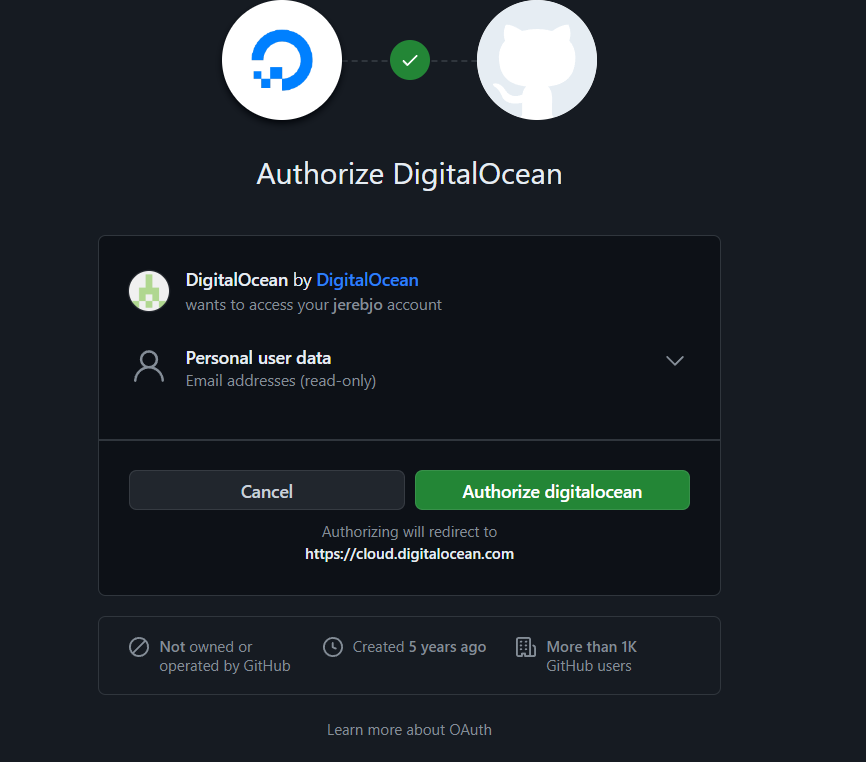 Authorize DigitalOcean
DigitalOcean by DigitalOcean
wants to access your jerebjo account
Personal user data
Email addresses (read-only)
Cancel
Authorize digitalocean
Authorizing will redirect to
https://cloud.digitalocean.com
Not owned or
operated by GitHub
Created 5 years ago
More than 1K
GitHub users
Learn more about OAuth